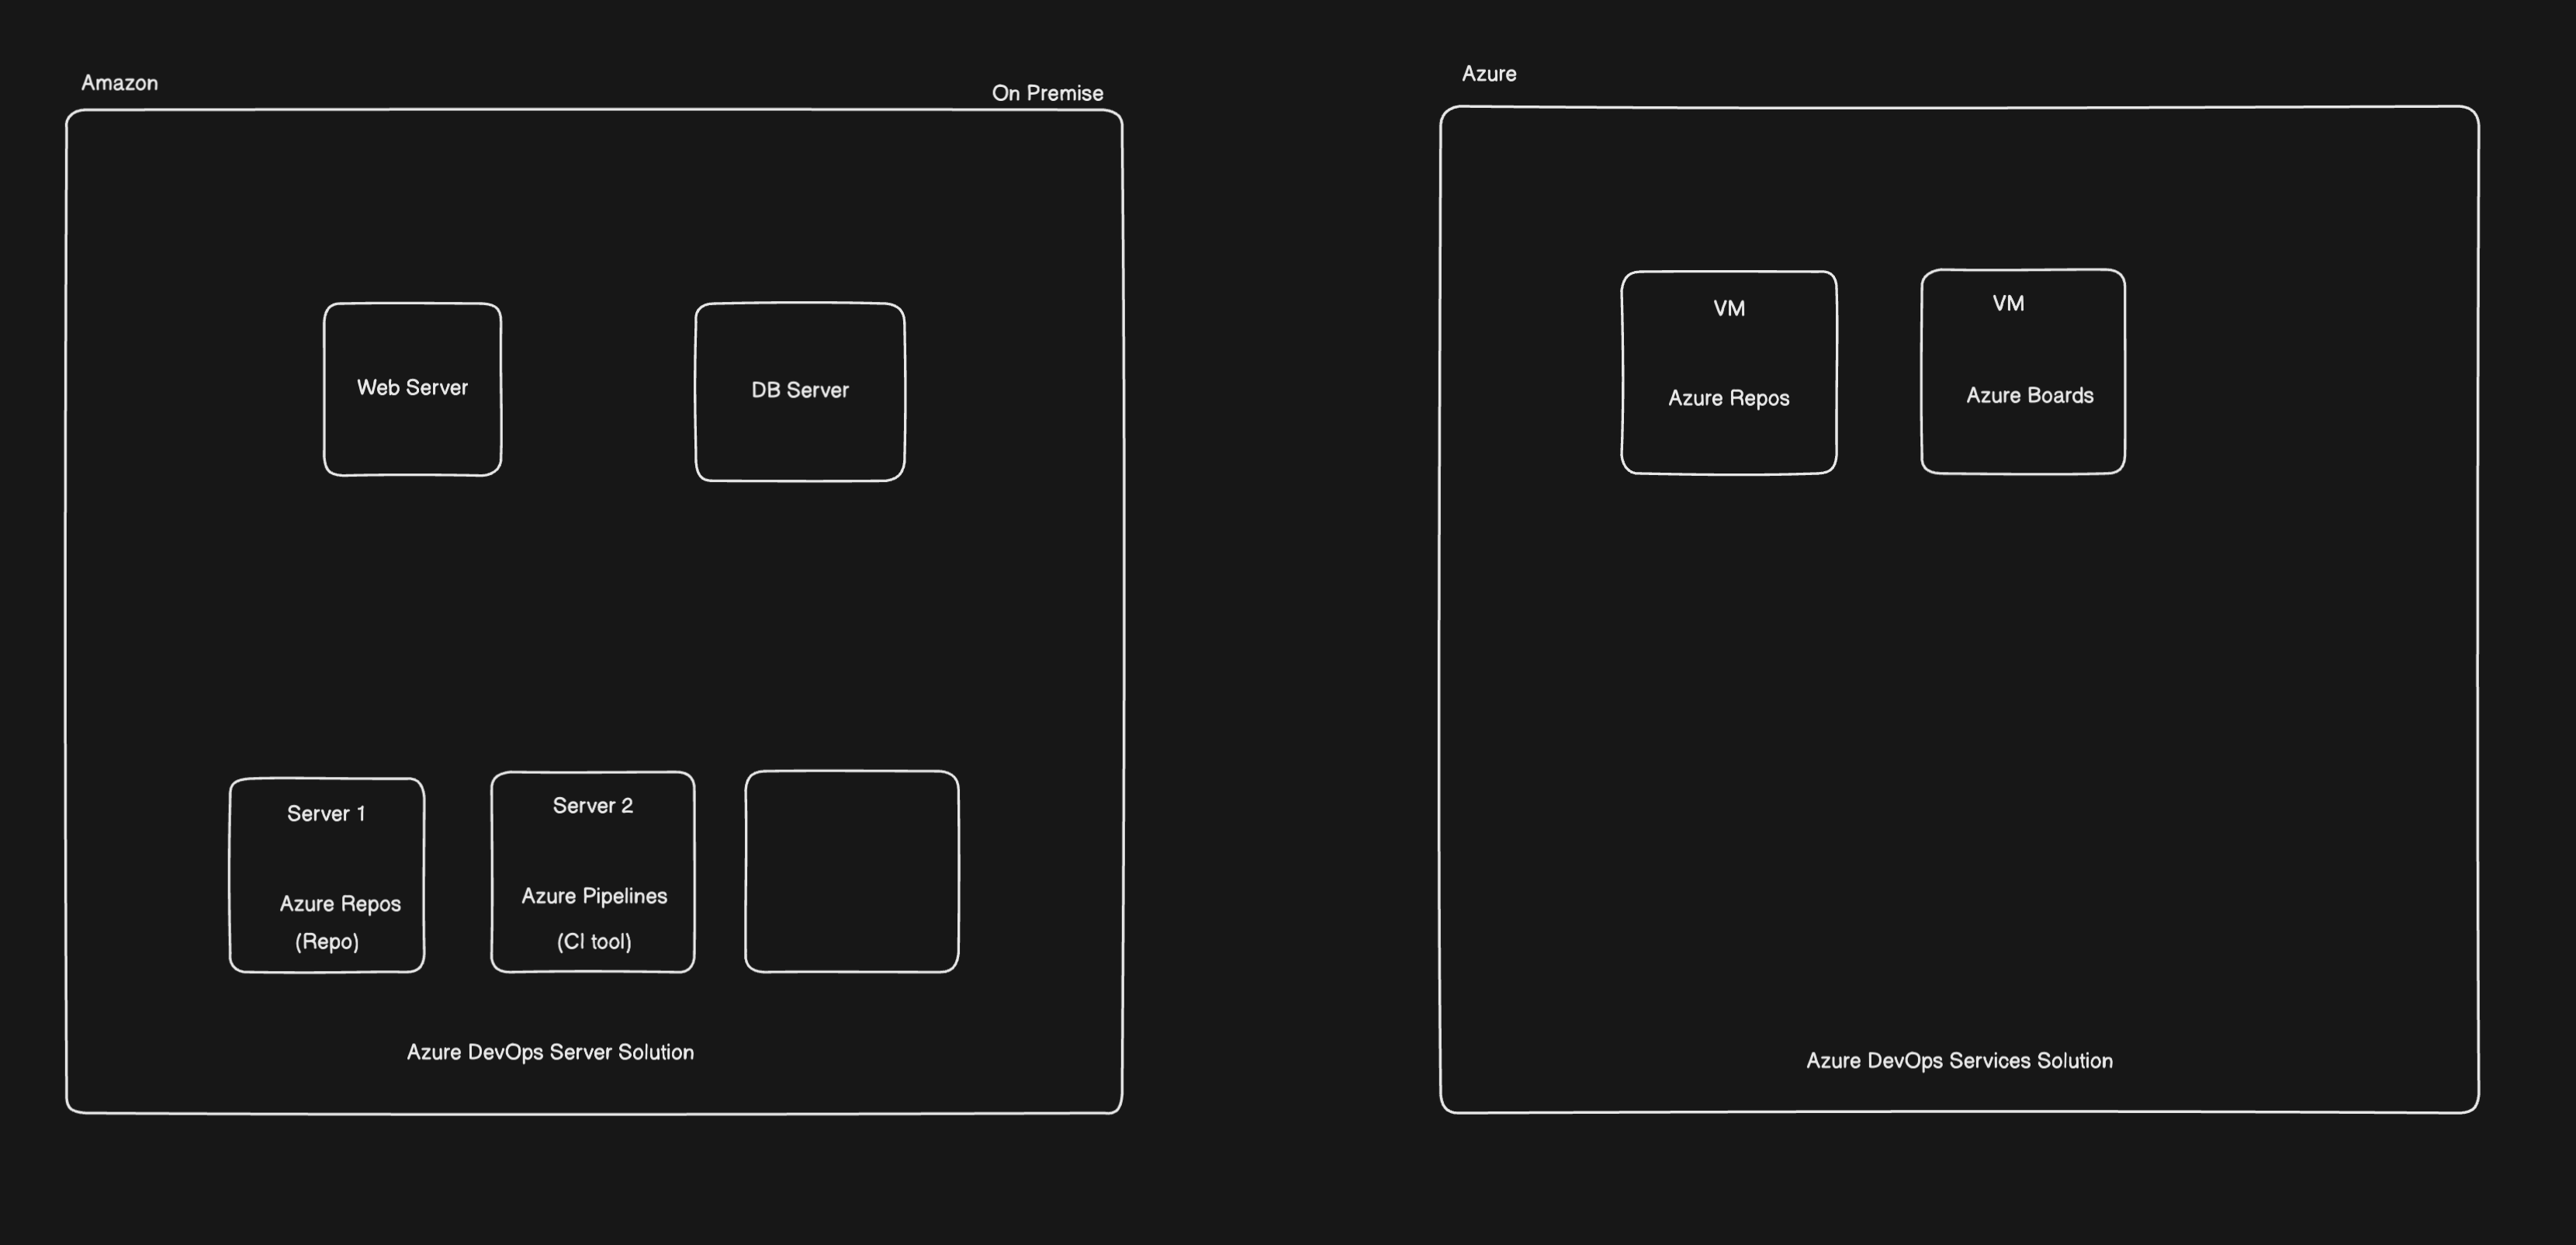 Amazon
On Premise
Web Server
DB Server
Server 1
Azure Repos
(Repo)
Server 2
Azure Pipelines
(CI tool)
Azure DevOps Server Solution
Azure
VM
Azure Repos
VM
Azure Boards
Azure DevOps Services Solution